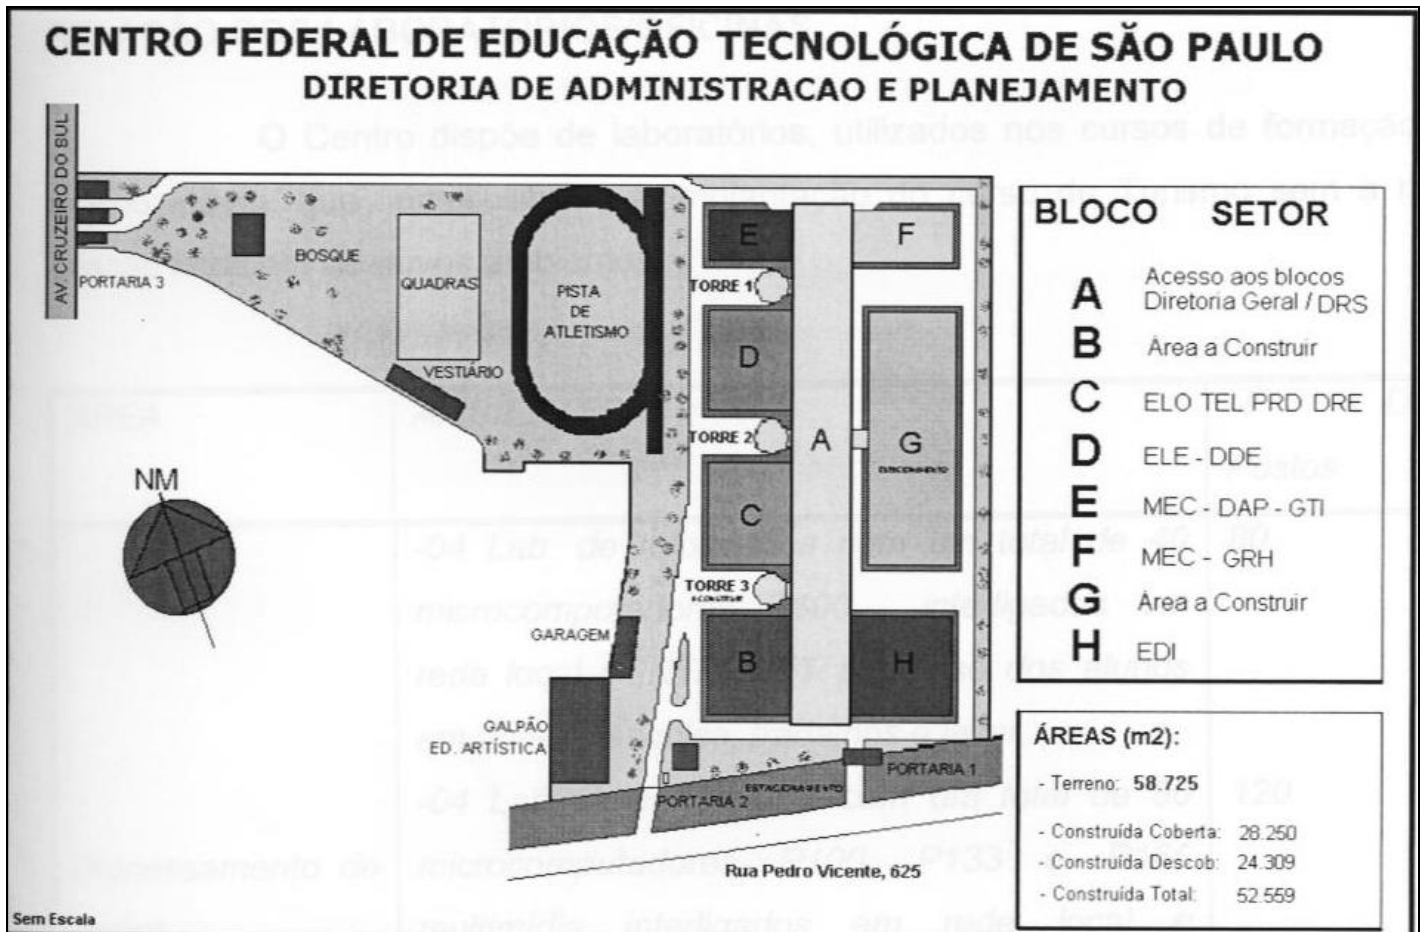 CENTRO FEDERAL DE EDUCAÇÃO TECNOLÓGICA DE SÃO PAULO
DIRETORIA DE ADMINISTRACAO E PLANEJAMENTO
AV. CRUZEIRO DO SUL
PORTARIA 3
BOSQUE
QUADRAS
VESTIÁRIO
PISTA
DE
ATLETISMO
E
F
TORRE 1
D
TORRE 2
A
G
ESTACIONAMENTO
C
TORRE 3
A CONSTRUIR
B
H
NM
GARAGEM
GALPÃO
ED. ARTÍSTICA
PORTARIA 1
ESTACIONAMENTO
PORTARIA 2
Rua Pedro Vicente, 625
Sem Escala
BLOCO SETOR
A Acesso aos blocos
Diretoria Geral / DRS
B Área a Construir
C ELO TEL PRD DRE
D ELE - DDE
E MEC - DAP - GTI
F MEC - GRH
G Área a Construir
H EDI
ÁREAS (m2):
- Terreno: 58.725
- Construída Coberta: 28.250
- Construída Descob: 24.309
- Construída Total: 52.559